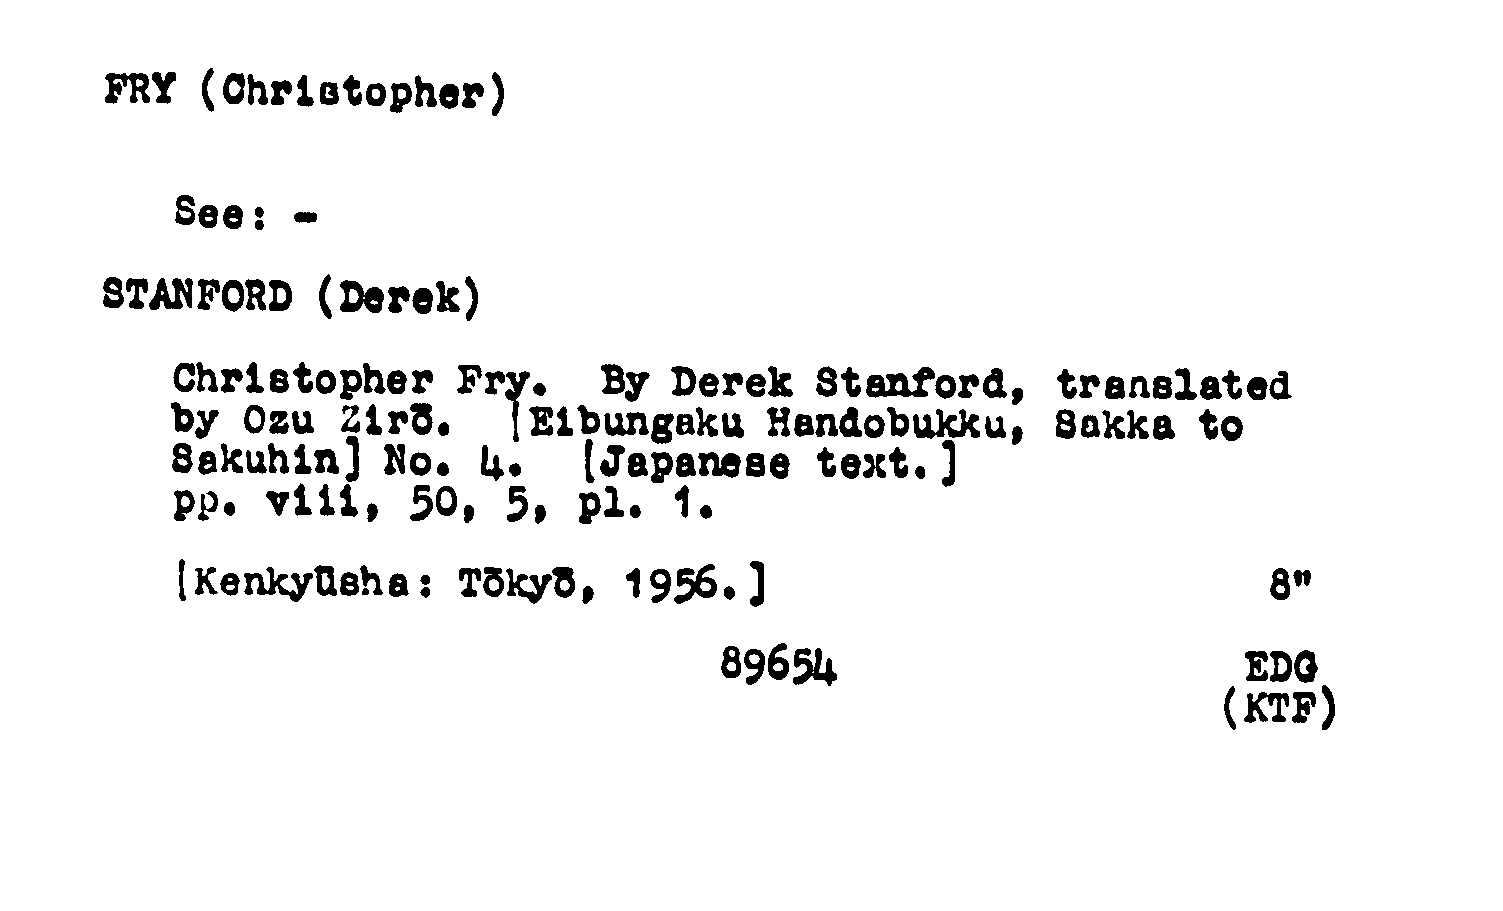 FRY (Christopher)
See: -
STANFORD (Derek)
Christopher Fry. By Derek Stanford, translated
by Ozu Zirō. [Eibungaku Handobukku, Sakka to
Sakuhin] No. 4. [Japanese text.]
pp. viii, 50, 5, pl. 1.
[Kenkyūsha: Tōkyō, 1956.] 8"
89654 EDG
(KTF)